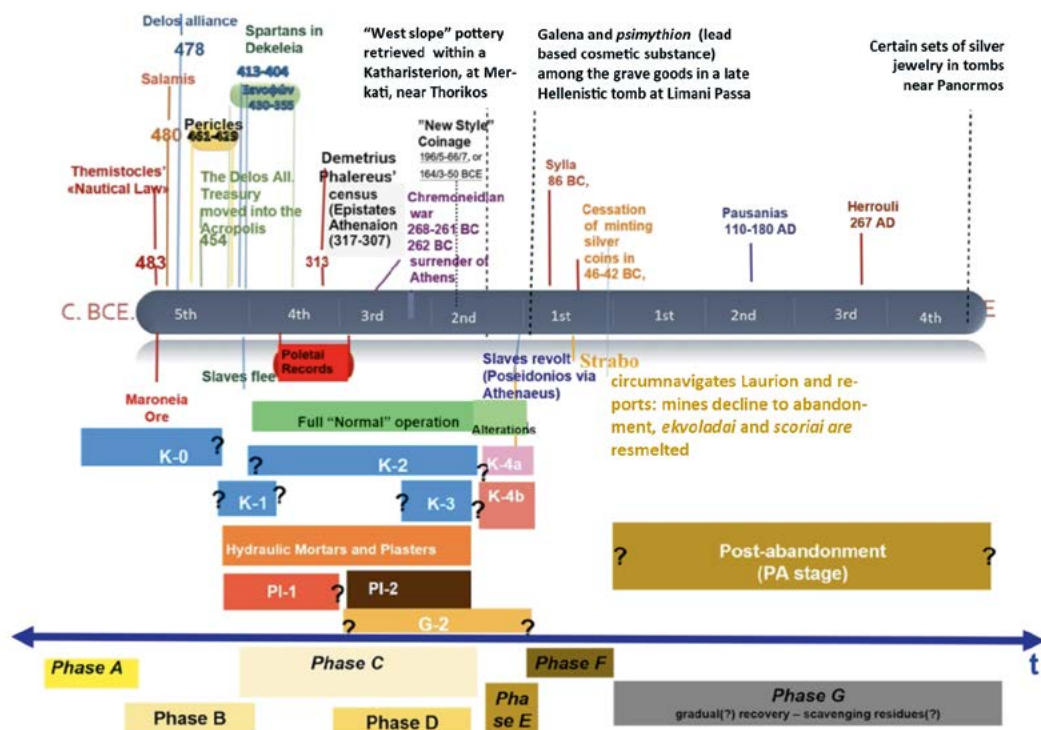 Delos alliance
478
Salamis
480
Themistocles'
«Nautical Law»
483
Spartans in
Dekeleia
413-404
Ξενοφών
430-355
Pericles
461-429
The Delos All.
Treasury
moved into the
Acropolis
454
Demetrius
Phalereus'
census
(Epistates
Athenaion
(317-307)
313
"West slope" pottery
retrieved within a
Katharisterion, at Mer-
kati, near Thorikos
"New Style"
Coinage
196/5-66/7, or
164/3-50 BCE
Chremoneidian
war
268-261 BC
262 BC
surrender of
Athens
Galena and psimythion (lead
based cosmetic substance)
among the grave goods in a late
Hellenistic tomb at Limani Passa
Sylla
86 BC,
Cessation
of minting
silver
coins in
46-42 BC,
Pausanias
110-180 AD
Herrouli
267 AD
Certain sets of silver
jewelry in tombs
near Panormos
C. BCE. 5th 4th 3rd 2nd 1st 1st 2nd 3rd 4th E
Slaves flee
Poletai
Records
Slaves revolt
(Poseidonios via
Athenaeus)
Strabo
circumnavigates Laurion and re-
ports: mines decline to abandon-
ment, ekvoladai and scoriai are
resmelted
Maroneia
Ore
Full "Normal" operation
Alterations
K-0 ?
? K-2 ?
K-4a
? K-1 ?
? K-3 ?
K-4b
Hydraulic Mortars and Plasters
PI-1 ?
PI-2
? G-2 ?
? Post-abandonment ?
(PA stage)
t
Phase A
Phase B
Phase C
Phase D
Pha
se E
Phase F
Phase G
gradual(?) recovery – scavenging residues(?)